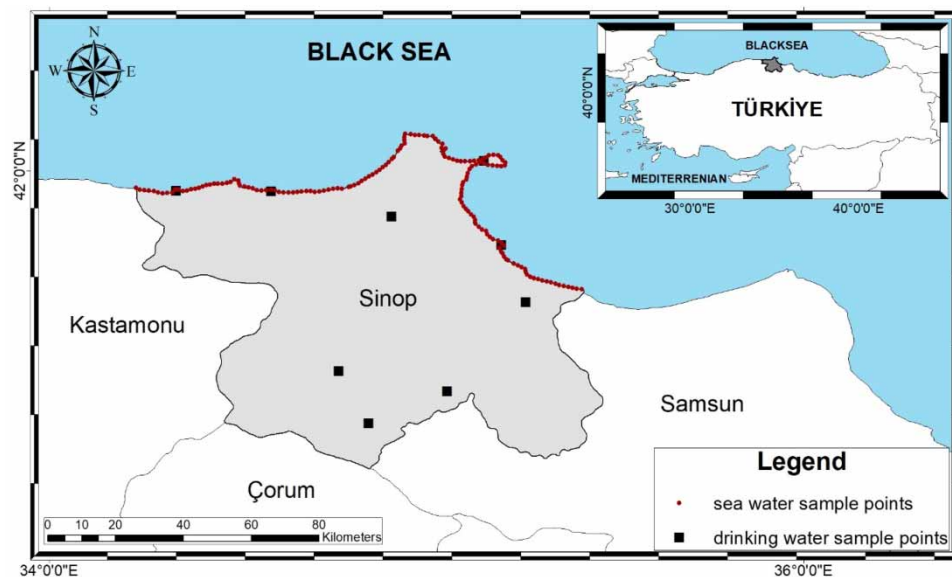 N
W E
S
BLACK SEA
42°0'0"N
Kastamonu
Sinop
Samsun
Çorum
0 5 10 20 40 60 80
Kilometers
34°0'0"E
36°0'0"E
BLACKSEA
TÜRKİYE
MEDITERRENIAN
40°0'0"N
30°0'0"E
40°0'0"E
Legend
sea water sample points
drinking water sample points